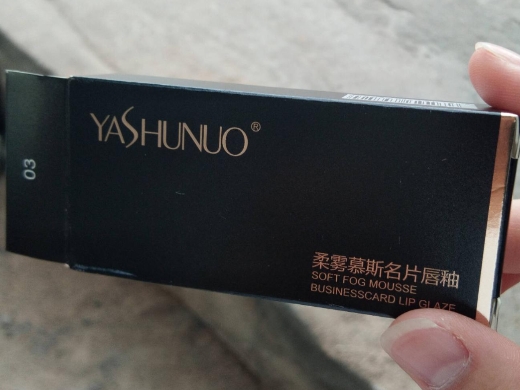 03
YASHUNUO®
柔雾慕斯名片唇釉
SOFT FOG MOUSSE
BUSINESSCARD LIP GLAZE